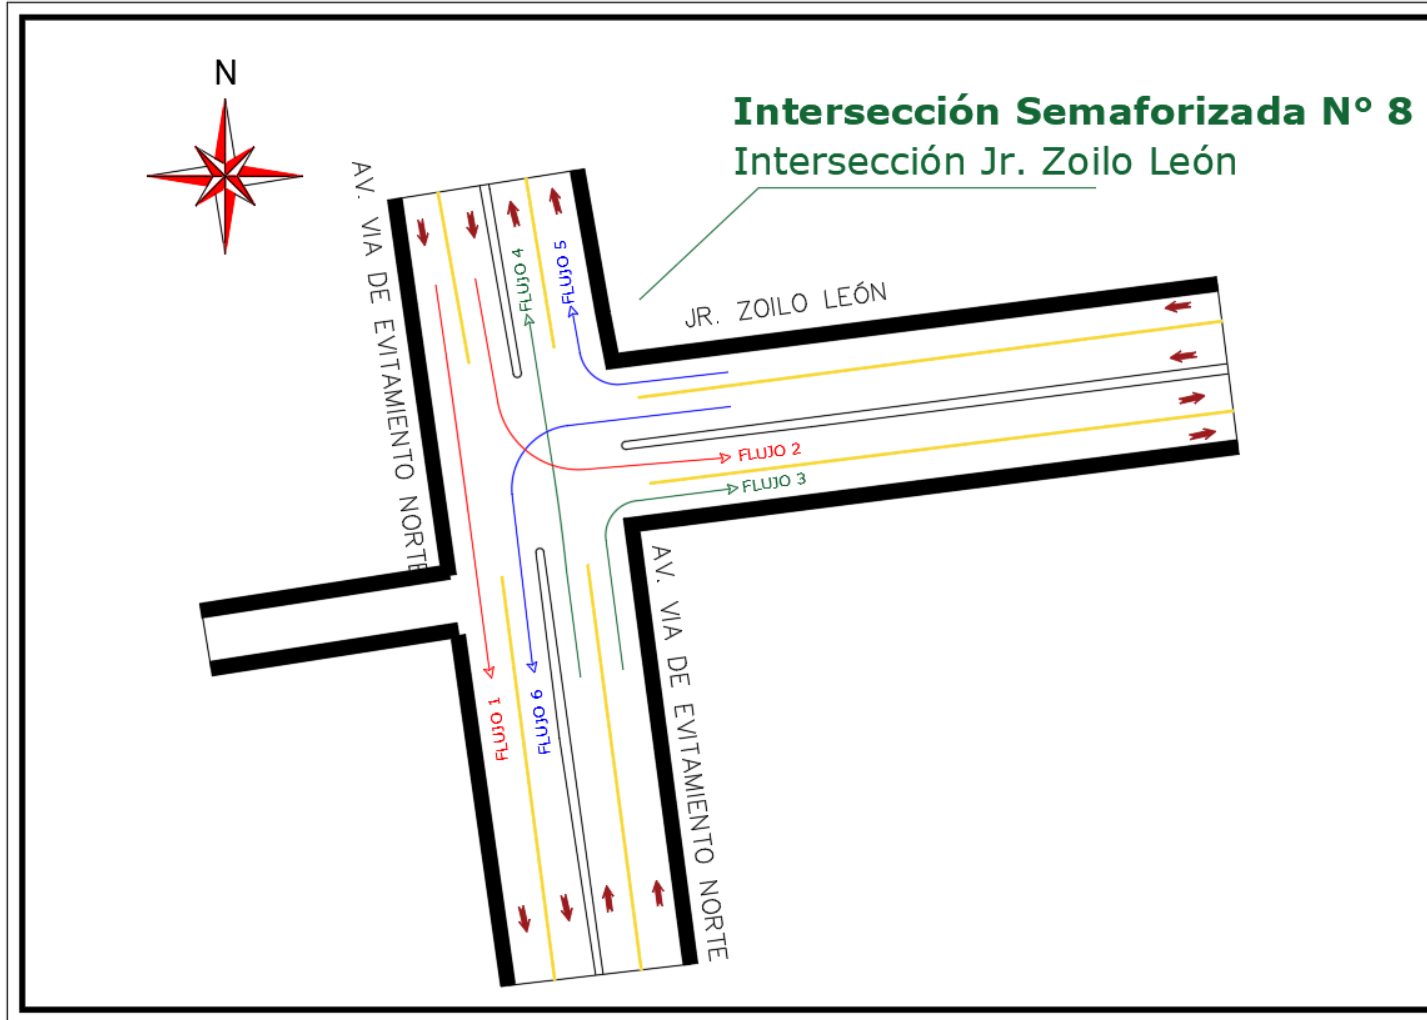 N
Intersección Semaforizada N° 8
Intersección Jr. Zoilo León
AV. VIA DE EVITAMIENTO NORTE
FLUJO 4
FLUJO 5
JR. ZOILO LEÓN
FLUJO 2
FLUJO 3
AV. VIA DE EVITAMIENTO NORTE
FLUJO 1
FLUJO 6